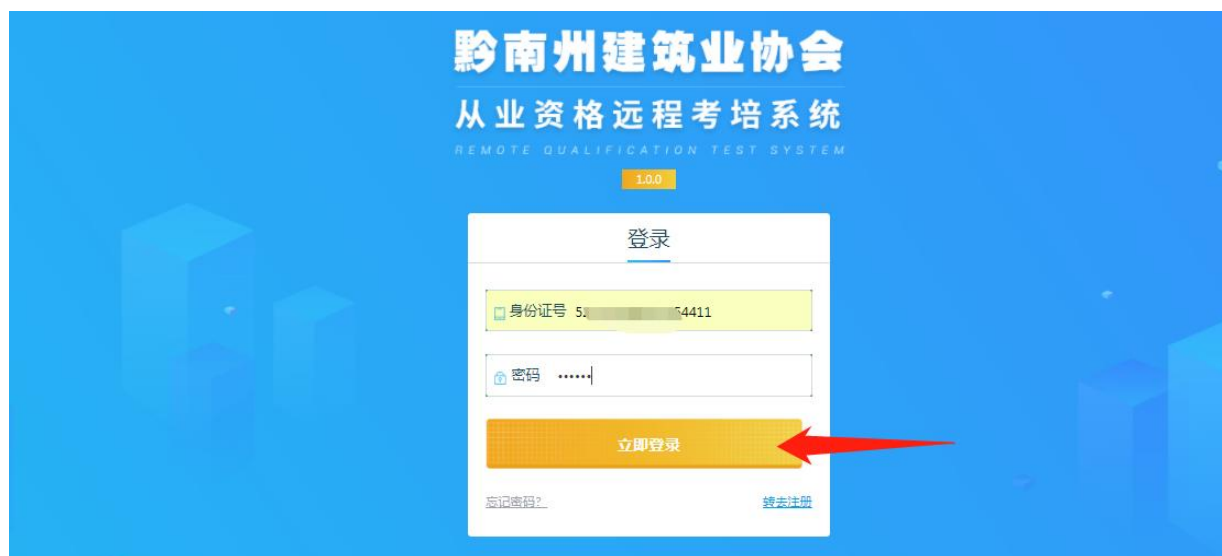 黔南州建筑业协会
从业资格远程考培系统
REMOTE QUALIFICATION TEST SYSTEM
1.0.0
登录
身份证号 5 4411
密码 ······
立即登录
忘记密码?
转去注册